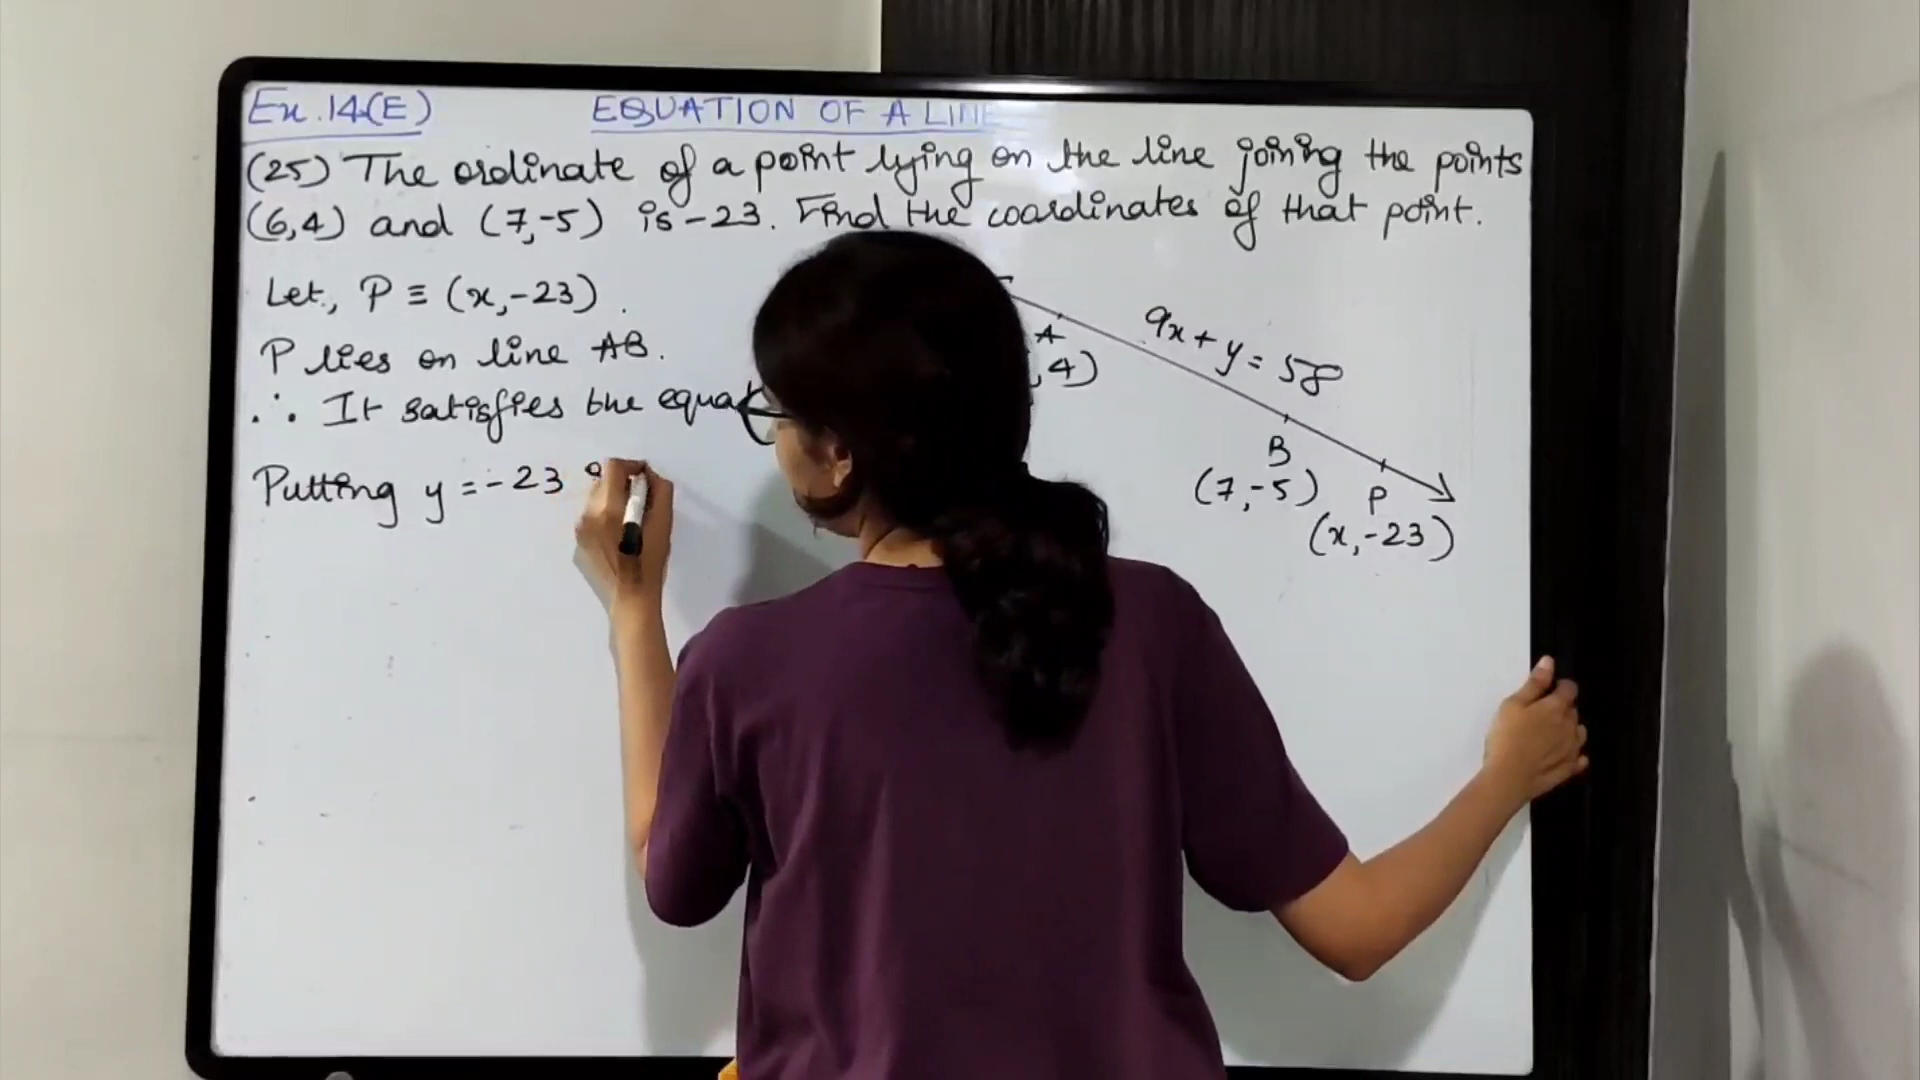 Ex.14(E)
EQUATION OF A LINE
(25) The ordinate of a point lying on the line joining the points
(6,4) and (7,-5) is -23. Find the coordinates of that point.
Let, P ≡ (x,-23).
P lies on line AB.
∴ It satisfies the
Putting y = -23
A
,4)
9x + y = 58
B
(7,-5)
P
(x,-23)